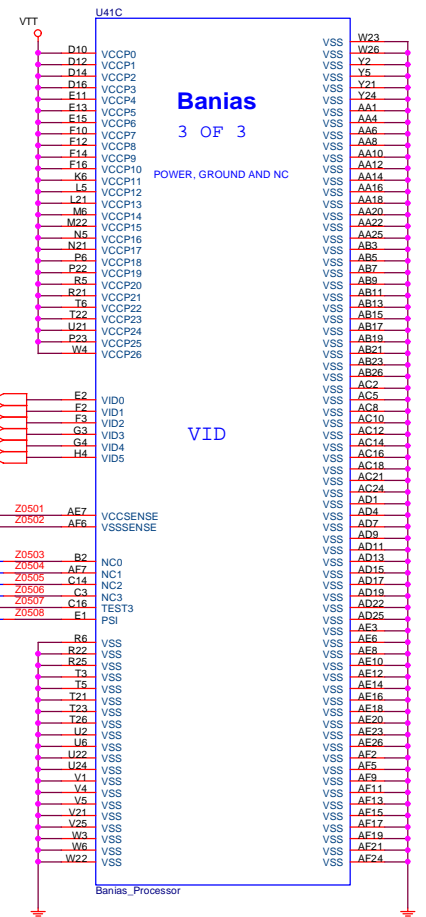 U41C
VTT
D10 VCCP0
D12 VCCP1
D14 VCCP2
D16 VCCP3
E11 VCCP4
E13 VCCP5
E15 VCCP6
F10 VCCP7
F12 VCCP8
F14 VCCP9
F16 VCCP10
K6 VCCP11
L5 VCCP12
L21 VCCP13
M6 VCCP14
M22 VCCP15
N5 VCCP16
N21 VCCP17
P6 VCCP18
P22 VCCP19
R5 VCCP20
R21 VCCP21
T6 VCCP22
T22 VCCP23
U21 VCCP24
P23 VCCP25
W4 VCCP26
E2 VID0
F2 VID1
F3 VID2
G3 VID3
G4 VID4
H4 VID5
Z0501 AE7 VCCSENSE
Z0502 AF6 VSSSENSE
Z0503 B2 NC0
Z0504 AF7 NC1
Z0505 C14 NC2
Z0506 C3 NC3
Z0507 C16 TEST3
Z0508 E1 PSI
R6 VSS
R22 VSS
R25 VSS
T3 VSS
T5 VSS
T21 VSS
T23 VSS
T26 VSS
U2 VSS
U6 VSS
U22 VSS
U24 VSS
V1 VSS
V4 VSS
V5 VSS
V21 VSS
V25 VSS
W3 VSS
W6 VSS
W22 VSS
Banias
3 OF 3
POWER, GROUND AND NC
VID
VSS W23
VSS W26
VSS Y2
VSS Y5
VSS Y21
VSS Y24
VSS AA1
VSS AA4
VSS AA6
VSS AA8
VSS AA10
VSS AA12
VSS AA14
VSS AA16
VSS AA18
VSS AA20
VSS AA22
VSS AA25
VSS AB3
VSS AB5
VSS AB7
VSS AB9
VSS AB11
VSS AB13
VSS AB15
VSS AB17
VSS AB19
VSS AB21
VSS AB23
VSS AB26
VSS AC2
VSS AC5
VSS AC8
VSS AC10
VSS AC12
VSS AC14
VSS AC16
VSS AC18
VSS AC21
VSS AC24
VSS AD1
VSS AD4
VSS AD7
VSS AD9
VSS AD11
VSS AD13
VSS AD15
VSS AD17
VSS AD19
VSS AD22
VSS AD25
VSS AE3
VSS AE6
VSS AE8
VSS AE10
VSS AE12
VSS AE14
VSS AE16
VSS AE18
VSS AE20
VSS AE23
VSS AE26
VSS AF2
VSS AF5
VSS AF9
VSS AF11
VSS AF13
VSS AF15
VSS AF17
VSS AF19
VSS AF21
VSS AF24
Banias_Processor